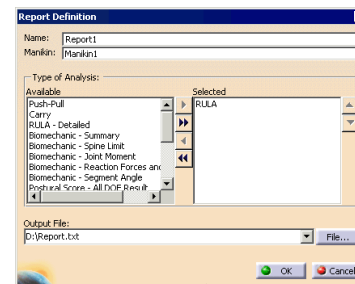 Report Definition
Name: Report1
Manikin: Manikin1
Type of Analysis:
Available
Selected
Push-Pull
Carry
RULA - Detailed
Biomechanic - Summary
Biomechanic - Spine Limit
Biomechanic - Joint Moment
Biomechanic - Reaction Forces and
Biomechanic - Segment Angle
Postural Score - All DOF Result
RULA
Output File:
D:\Report.txt
File...
OK
Cancel